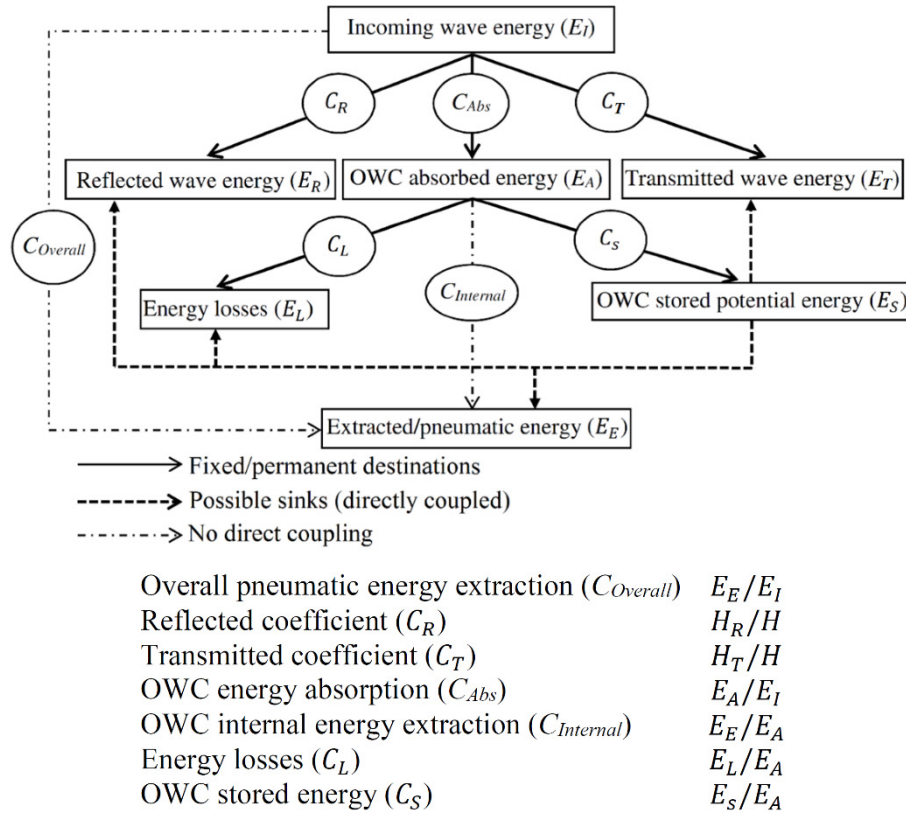 Incoming wave energy (E_I)
C_R
C_Abs
C_T
Reflected wave energy (E_R)
OWC absorbed energy (E_A)
Transmitted wave energy (E_T)
C_Overall
C_L
C_s
C_Internal
Energy losses (E_L)
OWC stored potential energy (E_S)
Extracted/pneumatic energy (E_E)
Fixed/permanent destinations
Possible sinks (directly coupled)
No direct coupling
Overall pneumatic energy extraction (C_Overall) E_E/E_I
Reflected coefficient (C_R) H_R/H
Transmitted coefficient (C_T) H_T/H
OWC energy absorption (C_Abs) E_A/E_I
OWC internal energy extraction (C_Internal) E_E/E_A
Energy losses (C_L) E_L/E_A
OWC stored energy (C_S) E_s/E_A